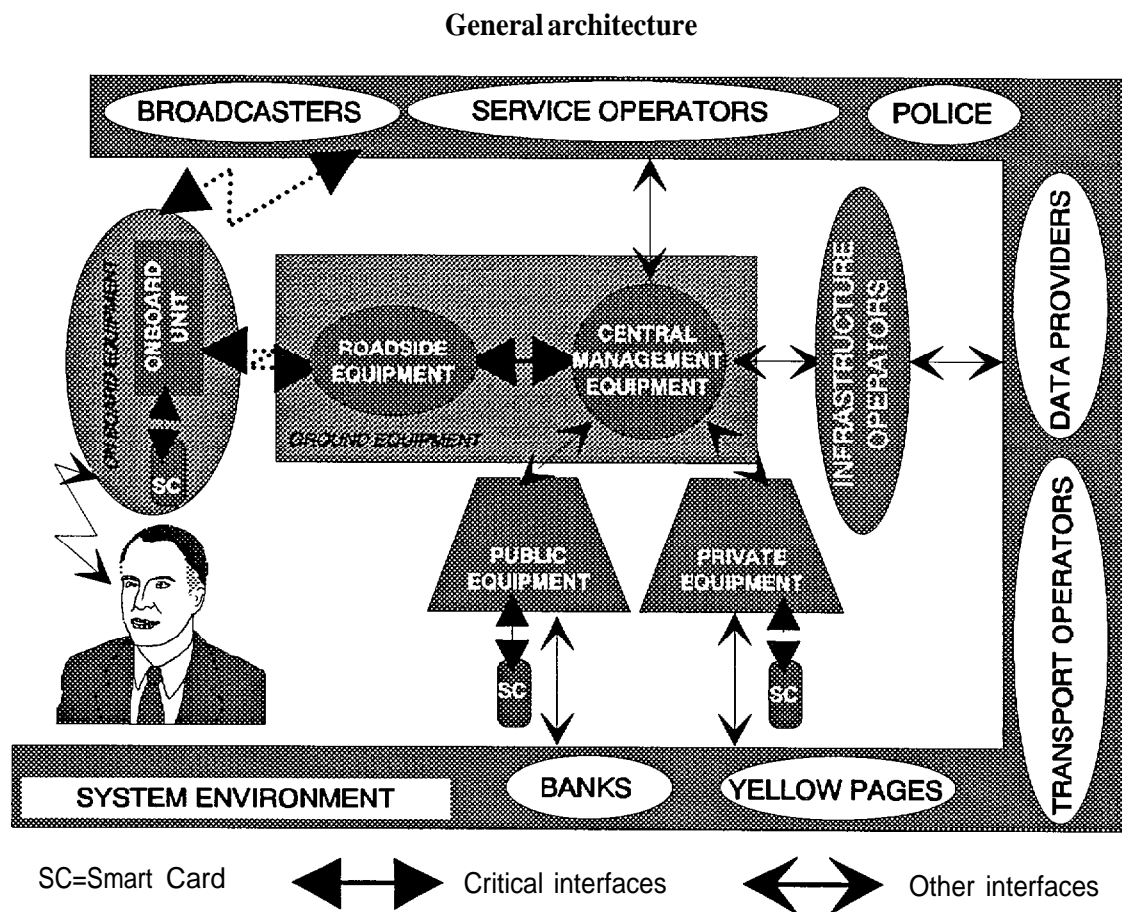 General architecture
BROADCASTERS
SERVICE OPERATORS
POLICE
DATA PROVIDERS
TRANSPORT OPERATORS
ONBOARD EQUIPMENT
ONBOARD
UNIT
SC
ROADSIDE
EQUIPMENT
CENTRAL
MANAGEMENT
EQUIPMENT
GROUND EQUIPMENT
INFRASTRUCTURE
OPERATORS
PUBLIC
EQUIPMENT
PRIVATE
EQUIPMENT
SC
SC
SYSTEM ENVIRONMENT
BANKS
YELLOW PAGES
SC=Smart Card
Critical interfaces
Other interfaces